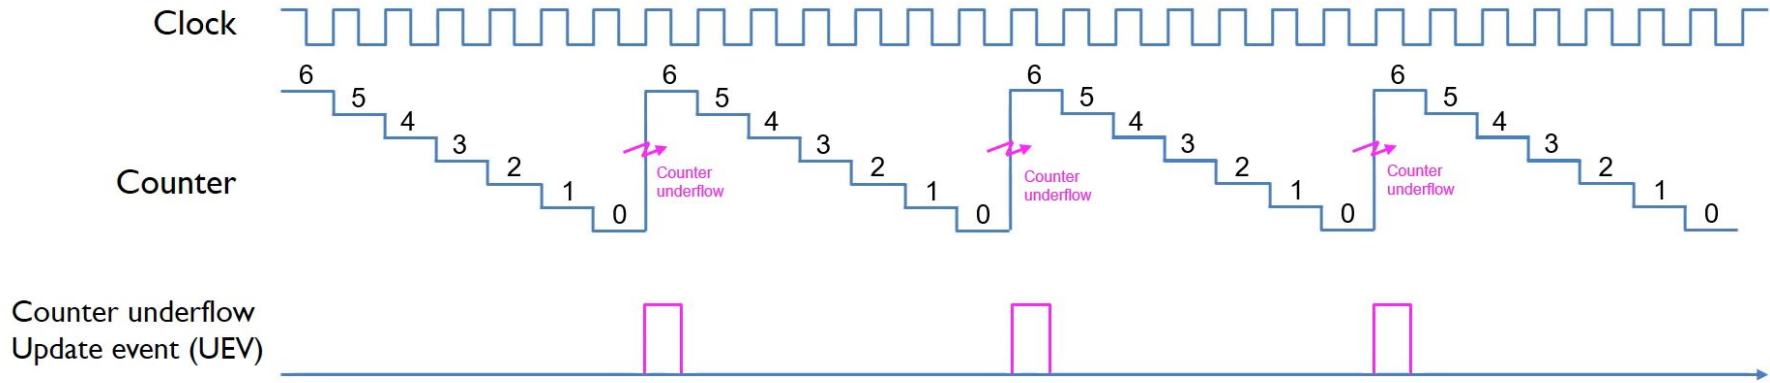 Clock
6 5 4 3 2 1 0 6 5 4 3 2 1 0 6 5 4 3 2 1 0 6 5 4 3 2 1 0
Counter
Counter
underflow
Counter
underflow
Counter
underflow
Counter underflow
Update event (UEV)